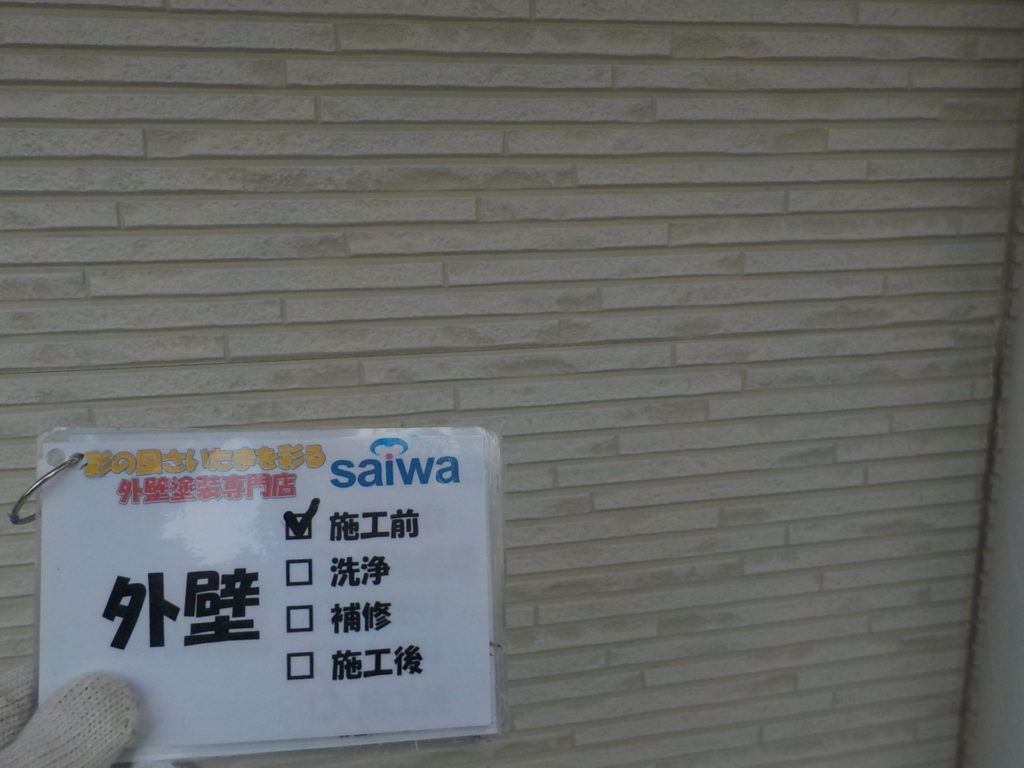 彩の国さいたまを彩る
外壁塗装専門店
saiwa
外壁
☑ 施工前
☐ 洗浄
☐ 補修
☐ 施工後